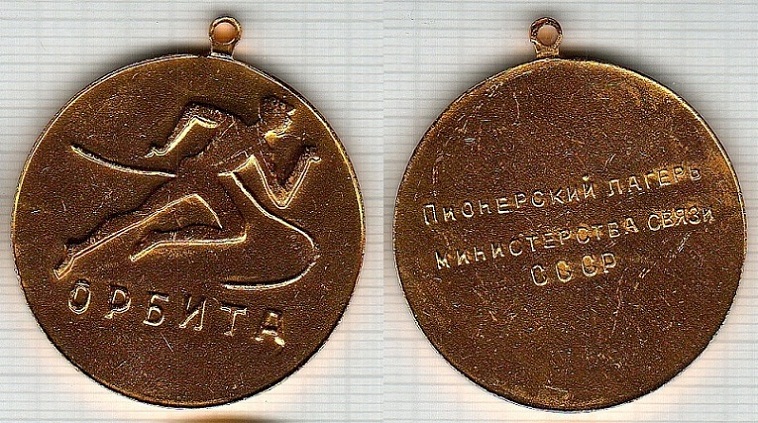 ОРБИТА
Пионерский лагерь
министерства связи
СССР